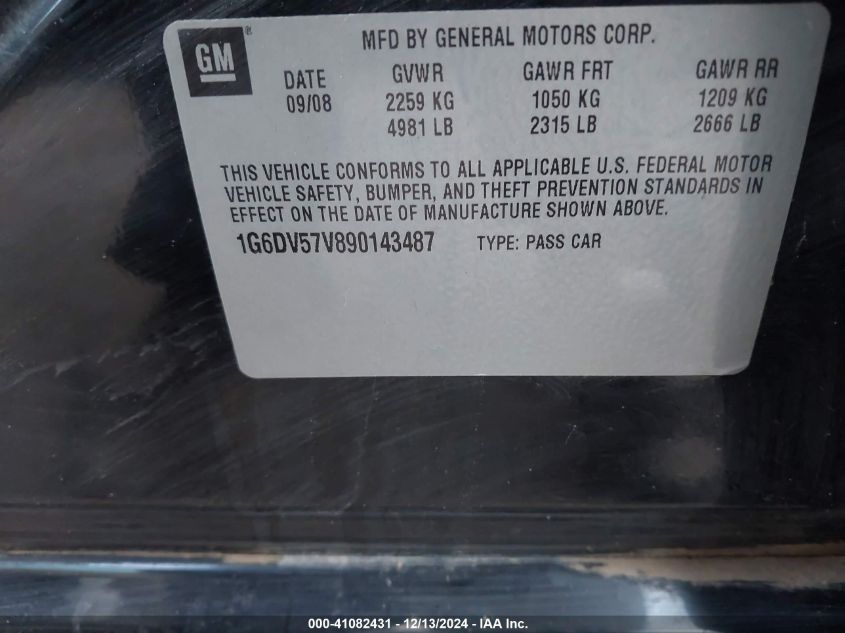 GM®
MFD BY GENERAL MOTORS CORP.
DATE GVWR GAWR FRT GAWR RR
09/08 2259 KG 1050 KG 1209 KG
4981 LB 2315 LB 2666 LB
THIS VEHICLE CONFORMS TO ALL APPLICABLE U.S. FEDERAL MOTOR
VEHICLE SAFETY, BUMPER, AND THEFT PREVENTION STANDARDS IN
EFFECT ON THE DATE OF MANUFACTURE SHOWN ABOVE.
1G6DV57V890143487 TYPE: PASS CAR
000-41082431 - 12/13/2024 - IAA Inc.